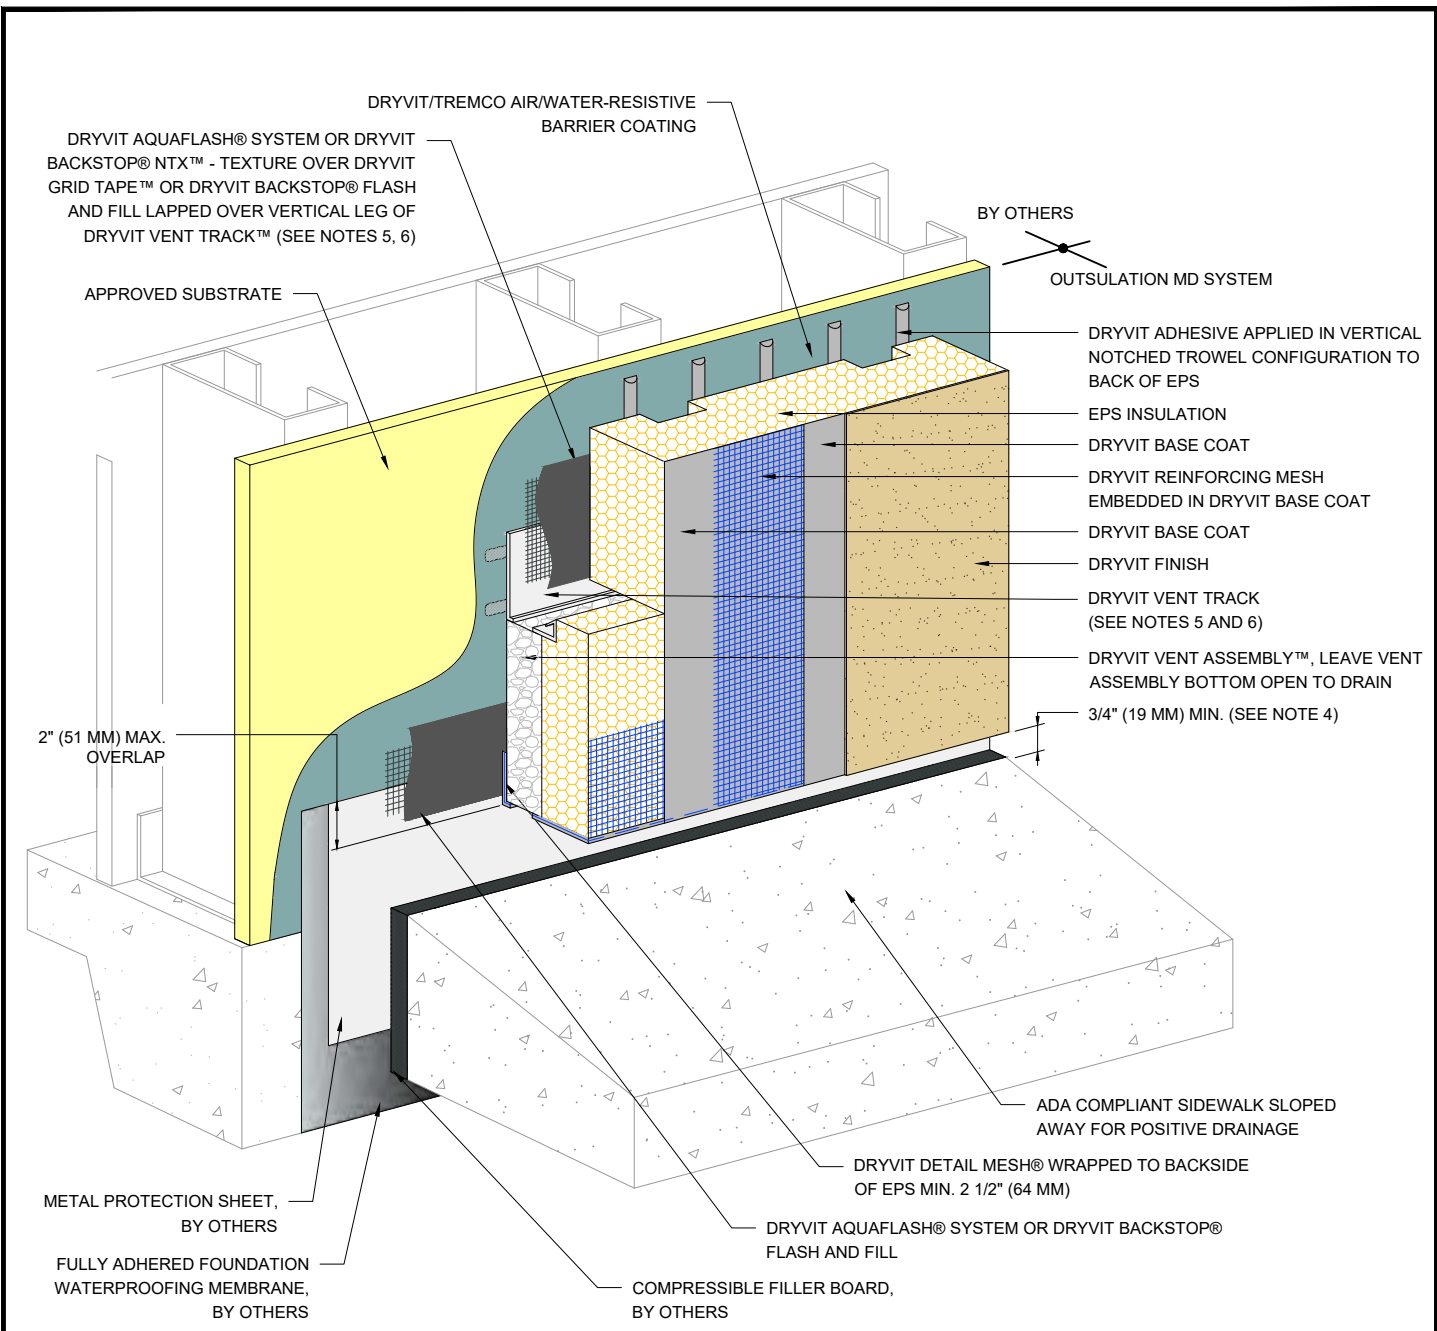 DRYVIT/TREMCO AIR/WATER-RESISTIVE
BARRIER COATING
DRYVIT AQUAFLASH® SYSTEM OR DRYVIT
BACKSTOP® NTX™ - TEXTURE OVER DRYVIT
GRID TAPE™ OR DRYVIT BACKSTOP® FLASH
AND FILL LAPPED OVER VERTICAL LEG OF
DRYVIT VENT TRACK™ (SEE NOTES 5, 6)
APPROVED SUBSTRATE
BY OTHERS
OUTSULATION MD SYSTEM
DRYVIT ADHESIVE APPLIED IN VERTICAL
NOTCHED TROWEL CONFIGURATION TO
BACK OF EPS
EPS INSULATION
DRYVIT BASE COAT
DRYVIT REINFORCING MESH
EMBEDDED IN DRYVIT BASE COAT
DRYVIT BASE COAT
DRYVIT FINISH
DRYVIT VENT TRACK
(SEE NOTES 5 AND 6)
DRYVIT VENT ASSEMBLY™, LEAVE VENT
ASSEMBLY BOTTOM OPEN TO DRAIN
3/4" (19 MM) MIN. (SEE NOTE 4)
2" (51 MM) MAX.
OVERLAP
ADA COMPLIANT SIDEWALK SLOPED
AWAY FOR POSITIVE DRAINAGE
DRYVIT DETAIL MESH® WRAPPED TO BACKSIDE
OF EPS MIN. 2 1/2" (64 MM)
METAL PROTECTION SHEET,
BY OTHERS
DRYVIT AQUAFLASH® SYSTEM OR DRYVIT BACKSTOP®
FLASH AND FILL
FULLY ADHERED FOUNDATION
WATERPROOFING MEMBRANE,
BY OTHERS
COMPRESSIBLE FILLER BOARD,
BY OTHERS